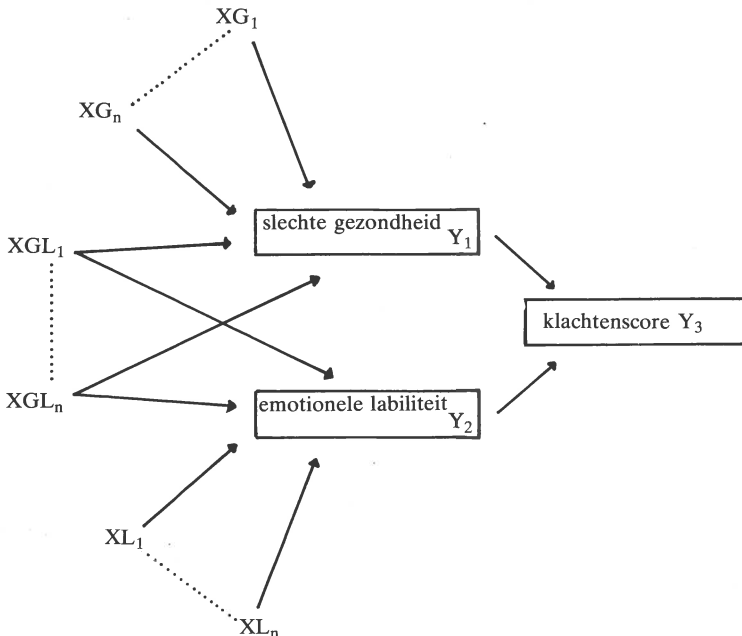 XG₁
XGₙ
slechte gezondheid
Y₁
XGL₁
klachtenscore Y₃
XGLₙ
emotionele labiliteit
Y₂
XL₁
XLₙ